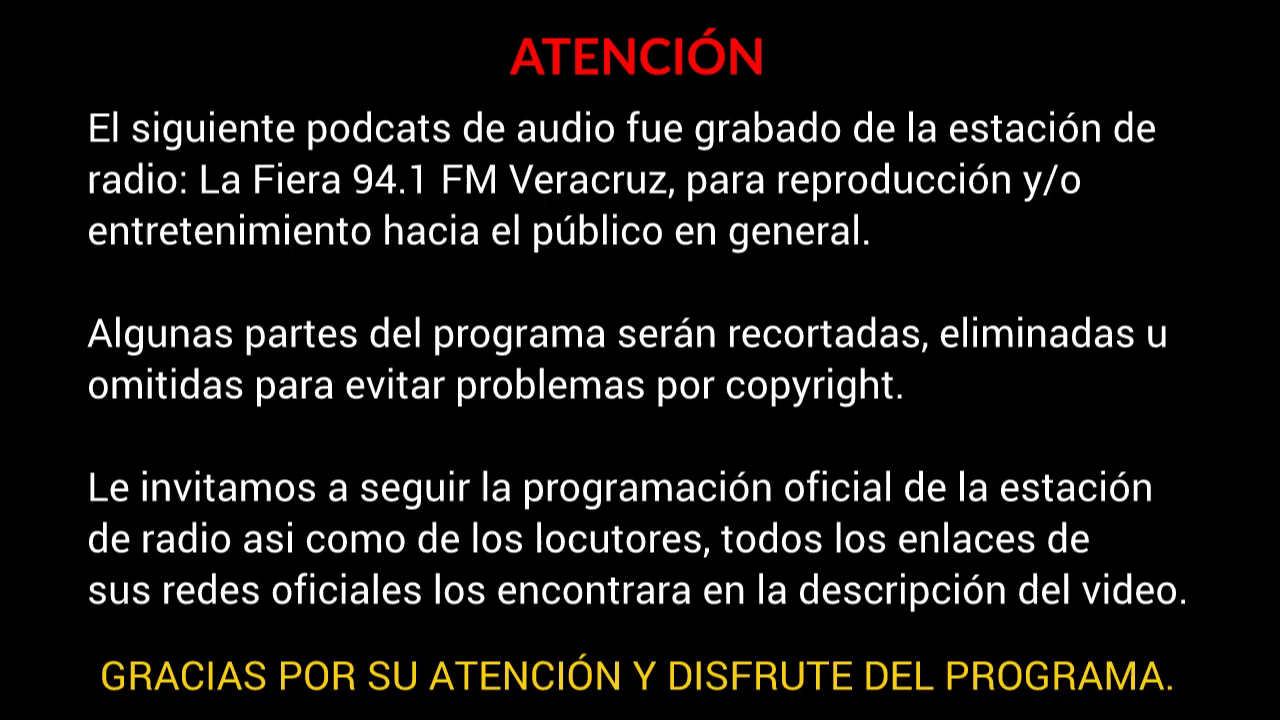 ATENCIÓN
El siguiente podcats de audio fue grabado de la estación de
radio: La Fiera 94.1 FM Veracruz, para reproducción y/o
entretenimiento hacia el público en general.
Algunas partes del programa serán recortadas, eliminadas u
omitidas para evitar problemas por copyright.
Le invitamos a seguir la programación oficial de la estación
de radio asi como de los locutores, todos los enlaces de
sus redes oficiales los encontrara en la descripción del video.
GRACIAS POR SU ATENCIÓN Y DISFRUTE DEL PROGRAMA.